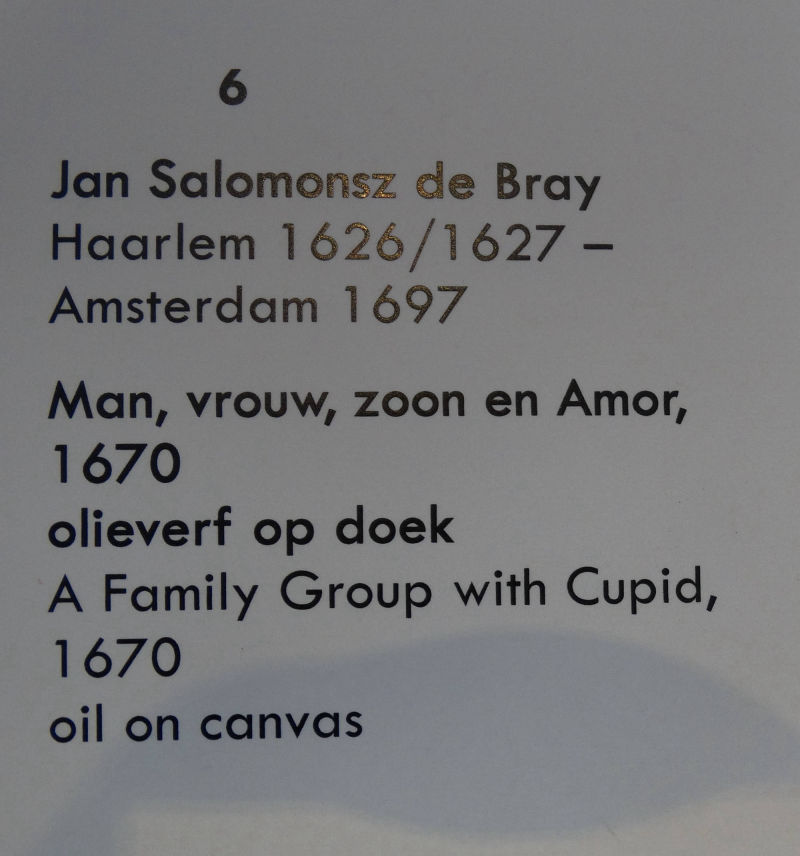 6
Jan Salomonsz de Bray
Haarlem 1626/1627 –
Amsterdam 1697
Man, vrouw, zoon en Amor,
1670
olieverf op doek
A Family Group with Cupid,
1670
oil on canvas